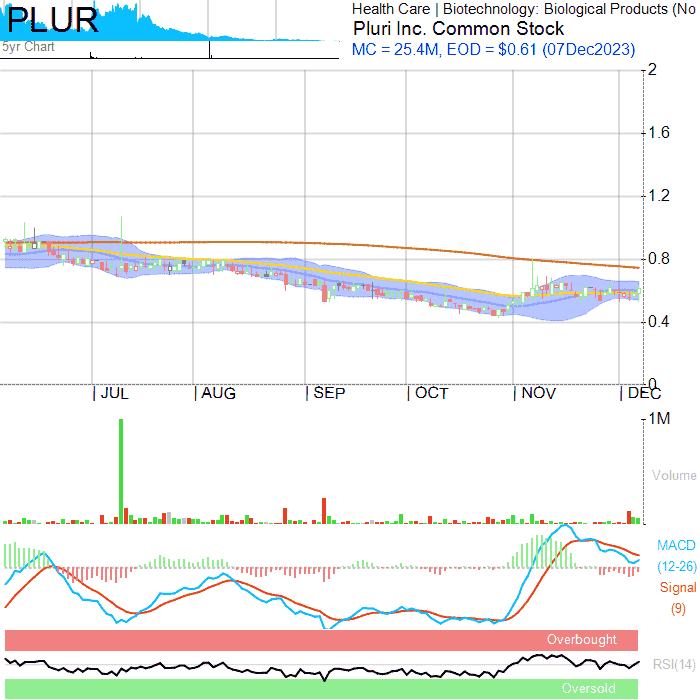 PLUR
5yr Chart
Health Care | Biotechnology: Biological Products (No
Pluri Inc. Common Stock
MC = 25.4M, EOD = $0.61 (07Dec2023)
2
1.6
1.2
0.8
0.4
0
JUL AUG SEP OCT NOV DEC
1M
Volume
MACD
(12-26)
Signal
(9)
Overbought
RSI(14)
Oversold